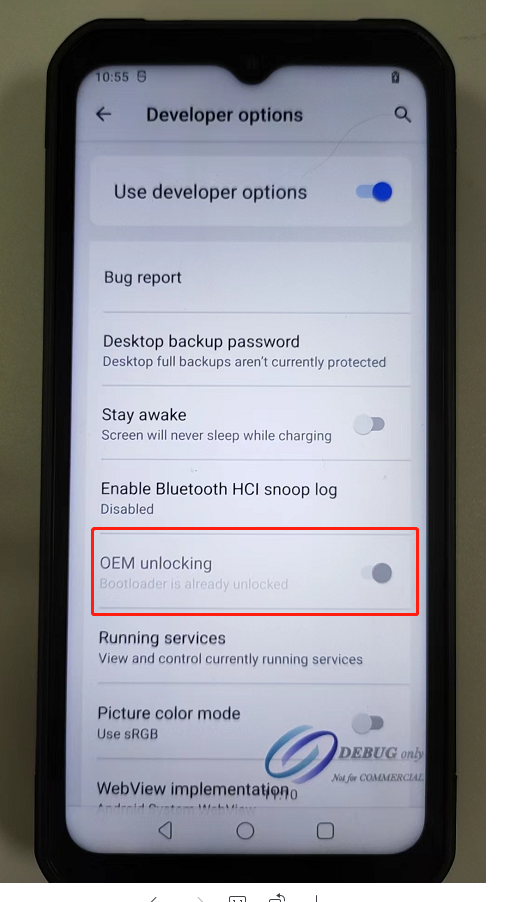 10:55
Developer options
Use developer options
Bug report
Desktop backup password
Desktop full backups aren't currently protected
Stay awake
Screen will never sleep while charging
Enable Bluetooth HCI snoop log
Disabled
OEM unlocking
Bootloader is already unlocked
Running services
View and control currently running services
Picture color mode
Use sRGB
DEBUG only
Not for COMMERCIAL
WebView implementation
Android System WebView